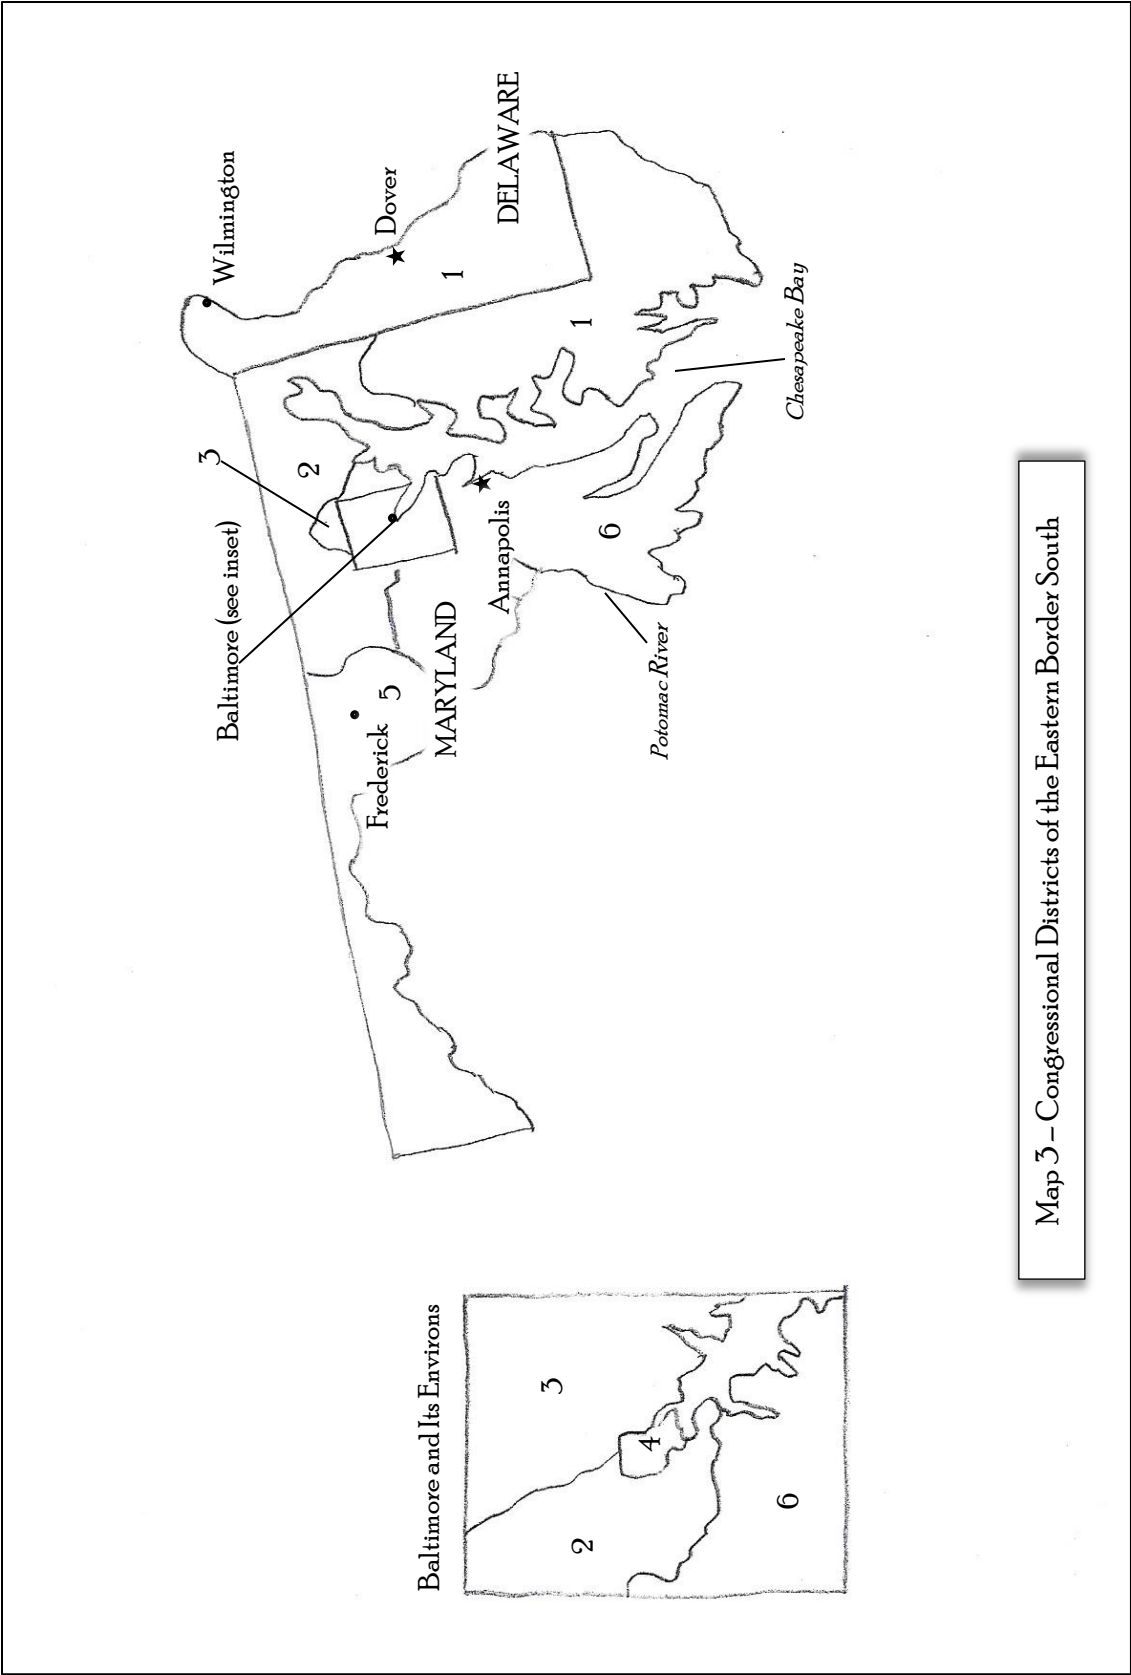 Wilmington
Dover
DELAWARE
1
1
Chesapeake Bay
3
2
Baltimore (see inset)
Annapolis
6
Potomac River
MARYLAND
5
Frederick
Baltimore and Its Environs
3
4
2
6
Map 3 – Congressional Districts of the Eastern Border South